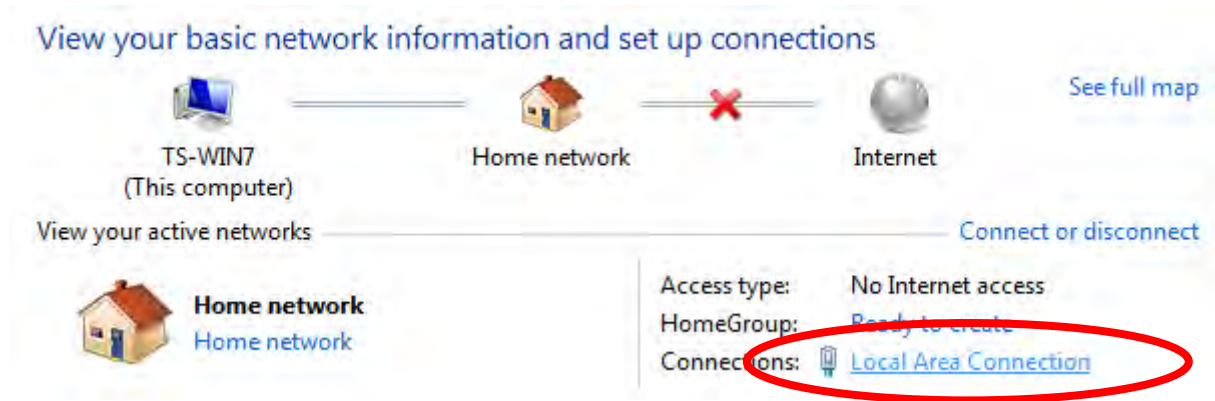 View your basic network information and set up connections
See full map
TS-WIN7
(This computer)
Home network
Internet
View your active networks
Connect or disconnect
Home network
Home network
Access type: No Internet access
HomeGroup: Ready to create
Connections: Local Area Connection